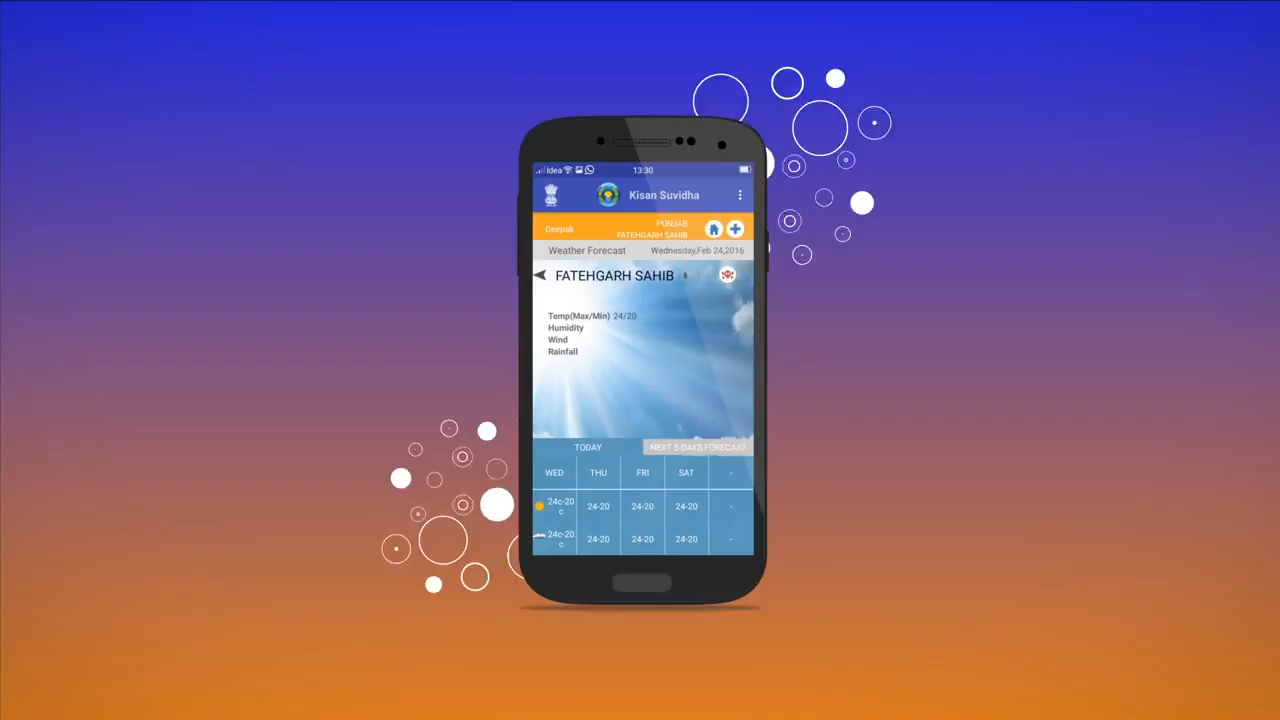 Idea 13:30
Kisan Suvidha
Deepak PUNJAB
FATEHGARH SAHIB
Weather Forecast Wednesday,Feb 24,2016
FATEHGARH SAHIB
Temp(Max/Min) 24/20
Humidity
Wind
Rainfall
TODAY NEXT 5 DAYS FORECAST
WED THU FRI SAT -
24c-20 24-20 24-20 24-20 -
c
24c-20 24-20 24-20 24-20 -
c